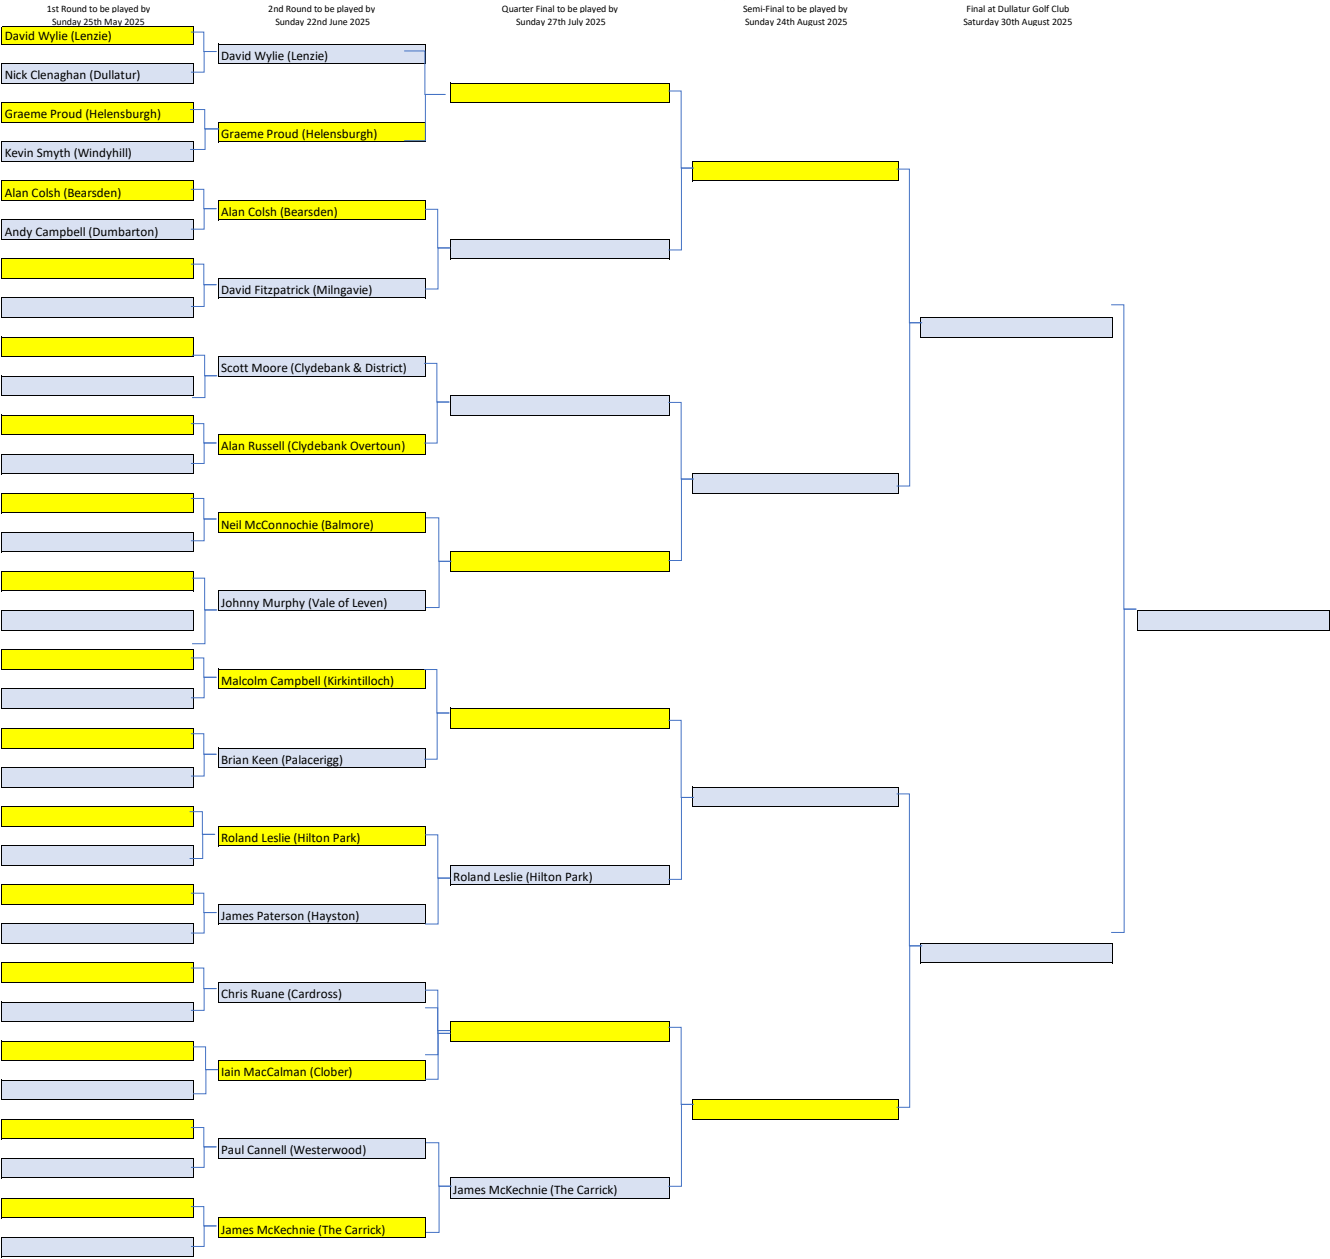 1st Round to be played by
Sunday 25th May 2025
2nd Round to be played by
Sunday 22nd June 2025
Quarter Final to be played by
Sunday 27th July 2025
Semi-Final to be played by
Sunday 24th August 2025
Final at Dullatur Golf Club
Saturday 30th August 2025
David Wylie (Lenzie)
Nick Clenaghan (Dullatur)
Graeme Proud (Helensburgh)
Kevin Smyth (Windyhill)
Alan Colsh (Bearsden)
Andy Campbell (Dumbarton)
David Wylie (Lenzie)
Graeme Proud (Helensburgh)
Alan Colsh (Bearsden)
David Fitzpatrick (Milngavie)
Scott Moore (Clydebank & District)
Alan Russell (Clydebank Overtoun)
Neil McConnochie (Balmore)
Johnny Murphy (Vale of Leven)
Malcolm Campbell (Kirkintilloch)
Brian Keen (Palacerigg)
Roland Leslie (Hilton Park)
James Paterson (Hayston)
Chris Ruane (Cardross)
Iain MacCalman (Clober)
Paul Cannell (Westerwood)
James McKechnie (The Carrick)
Roland Leslie (Hilton Park)
James McKechnie (The Carrick)